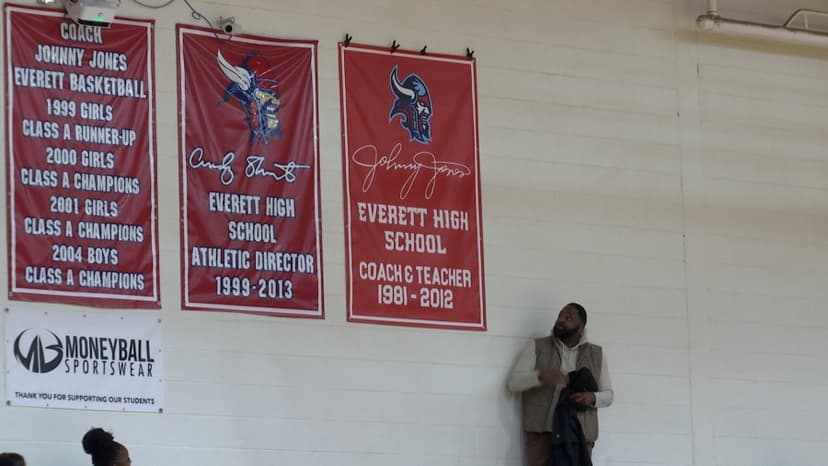 COACH
JOHNNY JONES
EVERETT BASKETBALL
1999 GIRLS
CLASS A RUNNER-UP
2000 GIRLS
CLASS A CHAMPIONS
2001 GIRLS
CLASS A CHAMPIONS
2004 BOYS
CLASS A CHAMPIONS
EVERETT HIGH
SCHOOL
ATHLETIC DIRECTOR
1999-2013
Johnny Jones
EVERETT HIGH
SCHOOL
COACH & TEACHER
1981 - 2012
MONEYBALL
SPORTSWEAR
THANK YOU FOR SUPPORTING OUR STUDENTS